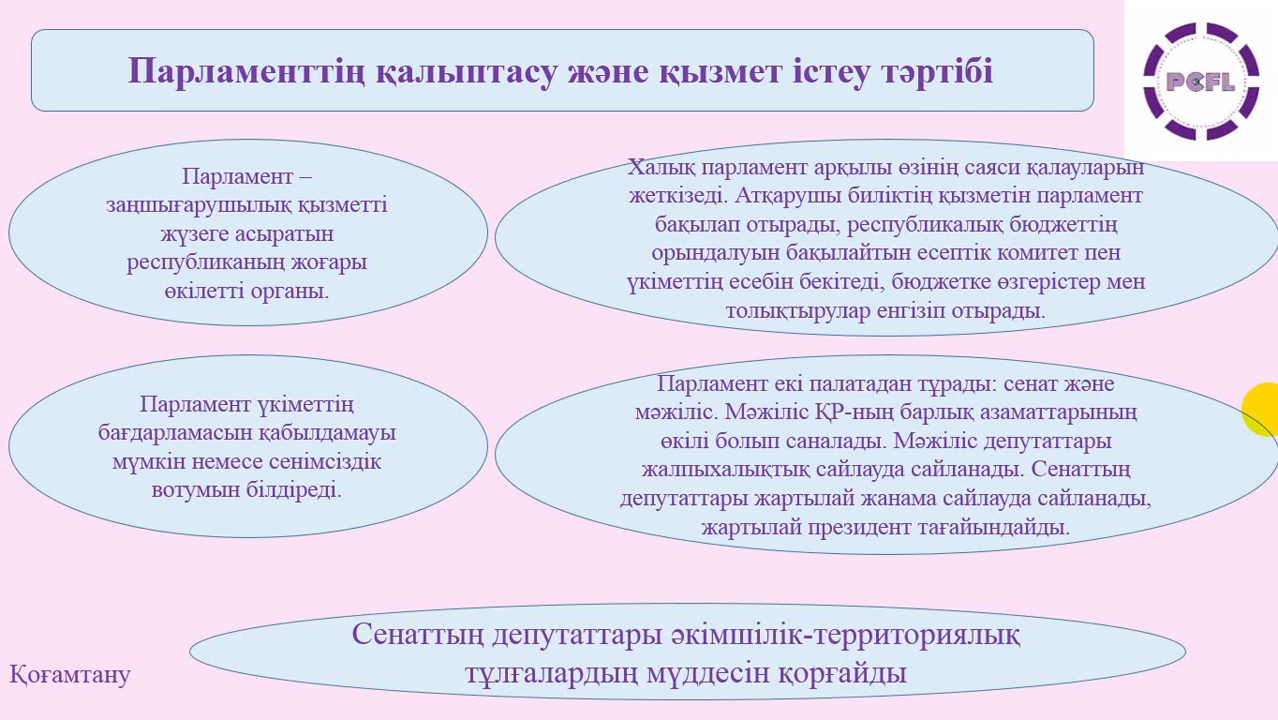 Парламенттің қалыптасу және қызмет істеу тәртібі
PCFL
Парламент –
заңшығарушылық қызметті
жүзеге асыратын
республиканың жоғары
өкілетті органы.
Халық парламент арқылы өзінің саяси қалауларын
жеткізеді. Атқарушы биліктің қызметін парламент
бақылап отырады, республикалық бюджеттің
орындалуын бақылайтын есептік комитет пен
үкіметтің есебін бекітеді, бюджетке өзгерістер мен
толықтырулар енгізіп отырады.
Парламент үкіметтің
бағдарламасын қабылдамауы
мүмкін немесе сенімсіздік
вотумын білдіреді.
Парламент екі палатадан тұрады: сенат және
мәжіліс. Мәжіліс ҚР-ның барлық азаматтарының
өкілі болып саналады. Мәжіліс депутаттары
жалпыхалықтық сайлауда сайланады. Сенаттың
депутаттары жартылай жанама сайлауда сайланады,
жартылай президент тағайындайды.
Сенаттың депутаттары әкімшілік-территориялық
тұлғалардың мүддесін қорғайды
Қоғамтану